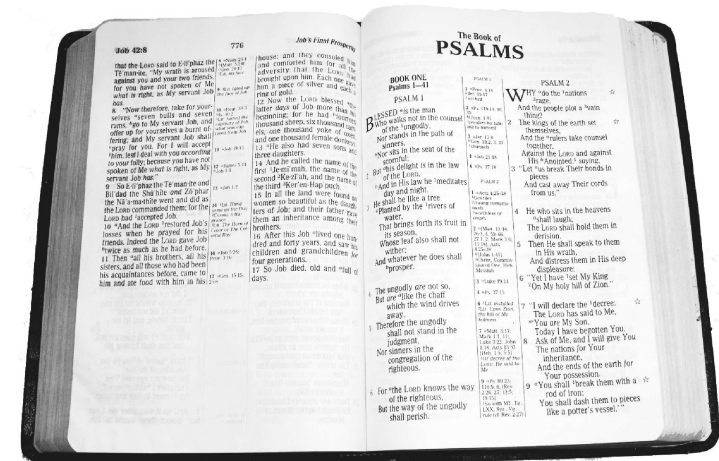 Job 42:8
776
Job's Final Prosperity
that the LORD said to Eliphaz the
Temanite, "My wrath is aroused
against you and your two friends,
for you have not spoken of Me
what is right, as My servant Job
has.
8 "Now therefore, take for your-
selves seven bulls and seven
rams, go to My servant Job, and
offer up for yourselves a burnt of-
fering; and My servant Job shall
pray for you. For I will accept
him, lest I deal with you according
to your folly; because you have not
spoken of Me what is right, as My
servant Job has."
9 So Eliphaz the Temanite and
Bildad the Shuhite and Zophar
the Naamathite went and did as
the LORD commanded them; for the
LORD had accepted Job.
10 And the LORD restored Job's
losses when he prayed for his
friends. Indeed the LORD gave Job
twice as much as he had before.
11 Then all his brothers, all his
sisters, and all those who had been
his acquaintances before, came to
him and ate food with him in his
house; and they consoled him
and comforted him for all the
adversity that the LORD had
brought upon him. Each one gave
him a piece of silver and each a
ring of gold.
12 Now the LORD blessed the
latter days of Job more than his
beginning; for he had fourteen
thousand sheep, six thousand cam-
els, one thousand yoke of oxen,
and one thousand female donkeys.
13 He also had seven sons and
three daughters.
14 And he called the name of the
first Jemimah, the name of the
second Keziah, and the name of
the third Keren-Happuch.
15 In all the land were found no
women so beautiful as the daugh-
ters of Job; and their father gave
them an inheritance among their
brothers.
16 After this Job lived one hun-
dred and forty years, and saw his
children and grandchildren for
four generations.
17 So Job died, old and full of
days.
The Book of
PSALMS
BOOK ONE
Psalms 1—41
PSALM 1
BLESSED is the man
Who walks not in the counsel
of the ungodly,
Nor stands in the path of
sinners,
Nor sits in the seat of the
scornful;
2 But his delight is in the law
of the LORD,
And in His law he meditates
day and night.
3 He shall be like a tree
Planted by the rivers of
water,
That brings forth its fruit in
its season,
Whose leaf also shall not
wither;
And whatever he does shall
prosper.
4 The ungodly are not so,
But are like the chaff
which the wind drives
away.
5 Therefore the ungodly
shall not stand in the
judgment,
Nor sinners in the
congregation of the
righteous.
6 For the LORD knows the way
of the righteous,
But the way of the ungodly
shall perish.
PSALM 1
PSALM 2
PSALM 2
WHY do the nations
rage,
And the people plot a vain
thing?
2 The kings of the earth set
themselves,
And the rulers take counsel
together,
Against the LORD and against
His Anointed, saying,
3 "Let us break Their bonds in
pieces
And cast away Their cords
from us."
4 He who sits in the heavens
shall laugh,
The LORD shall hold them in
derision.
5 Then He shall speak to them
in His wrath,
And distress them in His deep
displeasure:
6 "Yet I have set My King
On My holy hill of Zion."
7 "I will declare the decree:
The LORD has said to Me,
'You are My Son,
Today I have begotten You.
8 Ask of Me, and I will give You
The nations for Your
inheritance,
And the ends of the earth for
Your possession.
9 You shall break them with a
rod of iron;
You shall dash them to pieces
like a potter's vessel.'"